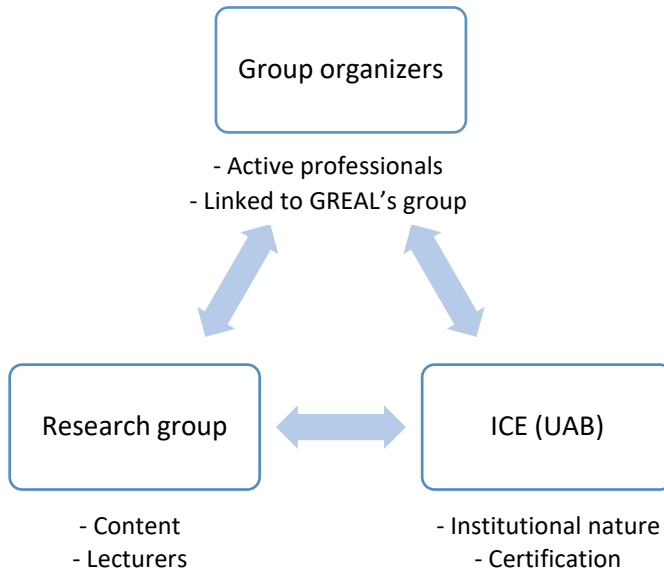 Group organizers
- Active professionals
- Linked to GREAL’s group
Research group
- Content
- Lecturers
ICE (UAB)
- Institutional nature
- Certification